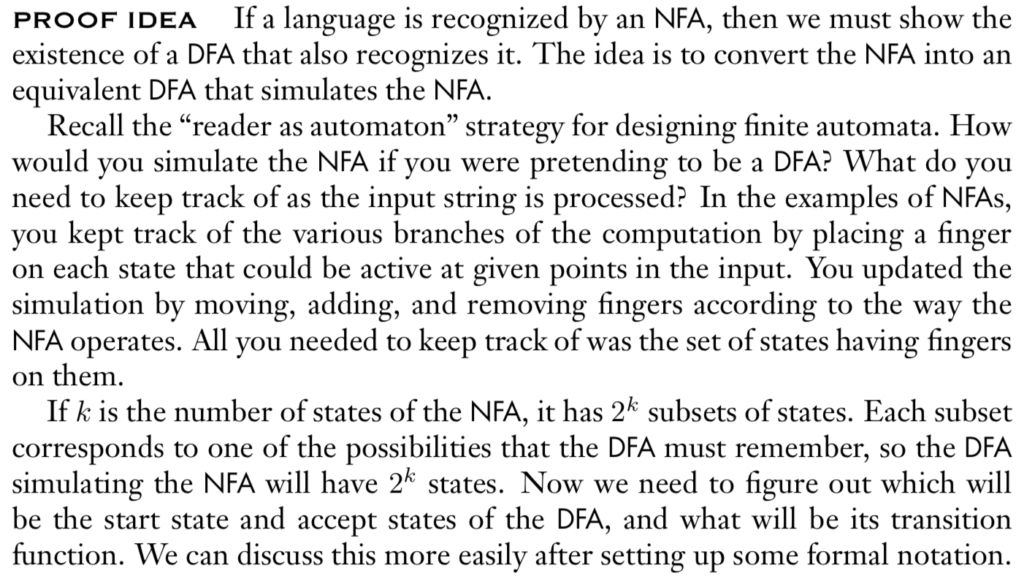 PROOF IDEA If a language is recognized by an NFA, then we must show the
existence of a DFA that also recognizes it. The idea is to convert the NFA into an
equivalent DFA that simulates the NFA.
Recall the “reader as automaton” strategy for designing finite automata. How
would you simulate the NFA if you were pretending to be a DFA? What do you
need to keep track of as the input string is processed? In the examples of NFAs,
you kept track of the various branches of the computation by placing a finger
on each state that could be active at given points in the input. You updated the
simulation by moving, adding, and removing fingers according to the way the
NFA operates. All you needed to keep track of was the set of states having fingers
on them.
If k is the number of states of the NFA, it has 2^k subsets of states. Each subset
corresponds to one of the possibilities that the DFA must remember, so the DFA
simulating the NFA will have 2^k states. Now we need to figure out which will
be the start state and accept states of the DFA, and what will be its transition
function. We can discuss this more easily after setting up some formal notation.